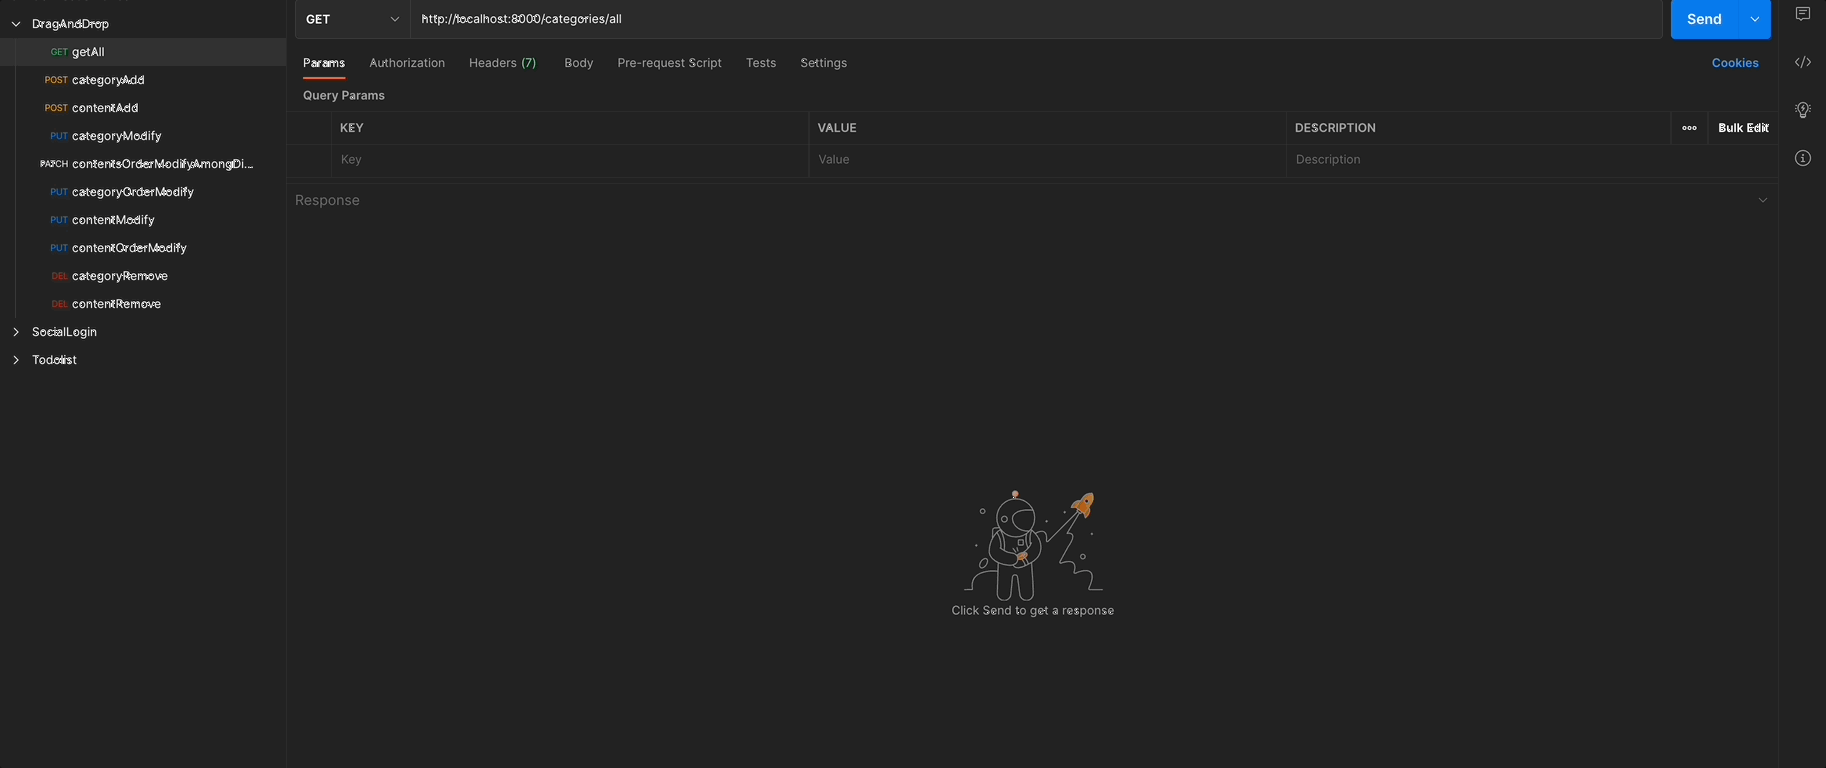 DragAndDrop
GET getAll
POST categoryAdd
POST contentAdd
PUT categoryModify
PATCH contentsOrderModifyAmongDi...
PUT categoryOrderModify
PUT contentModify
PUT contentOrderModify
DEL categoryRemove
DEL contentRemove
SocialLogin
Todolist
GET http://localhost:8000/categories/all Send
Params Authorization Headers (7) Body Pre-request Script Tests Settings Cookies
Query Params
KEY VALUE DESCRIPTION Bulk Edit
Key Value Description
Response
Click Send to get a response